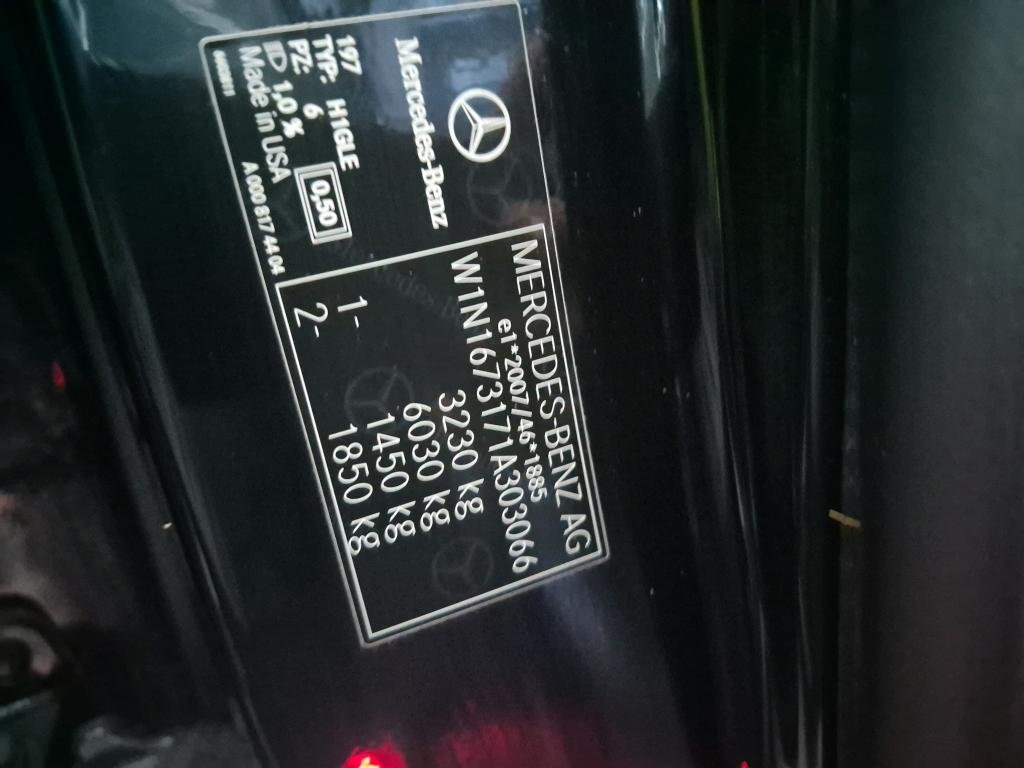 Mercedes-Benz
197
TYP: H1GLE
PZ: 6
1,0 %
0,50
Made in USA
A 000 817 44 04
MERCEDES-BENZ AG
e1*2007/46*1885
W1N1673171A303066
3230 kg
6030 kg
1- 1450 kg
2- 1850 kg